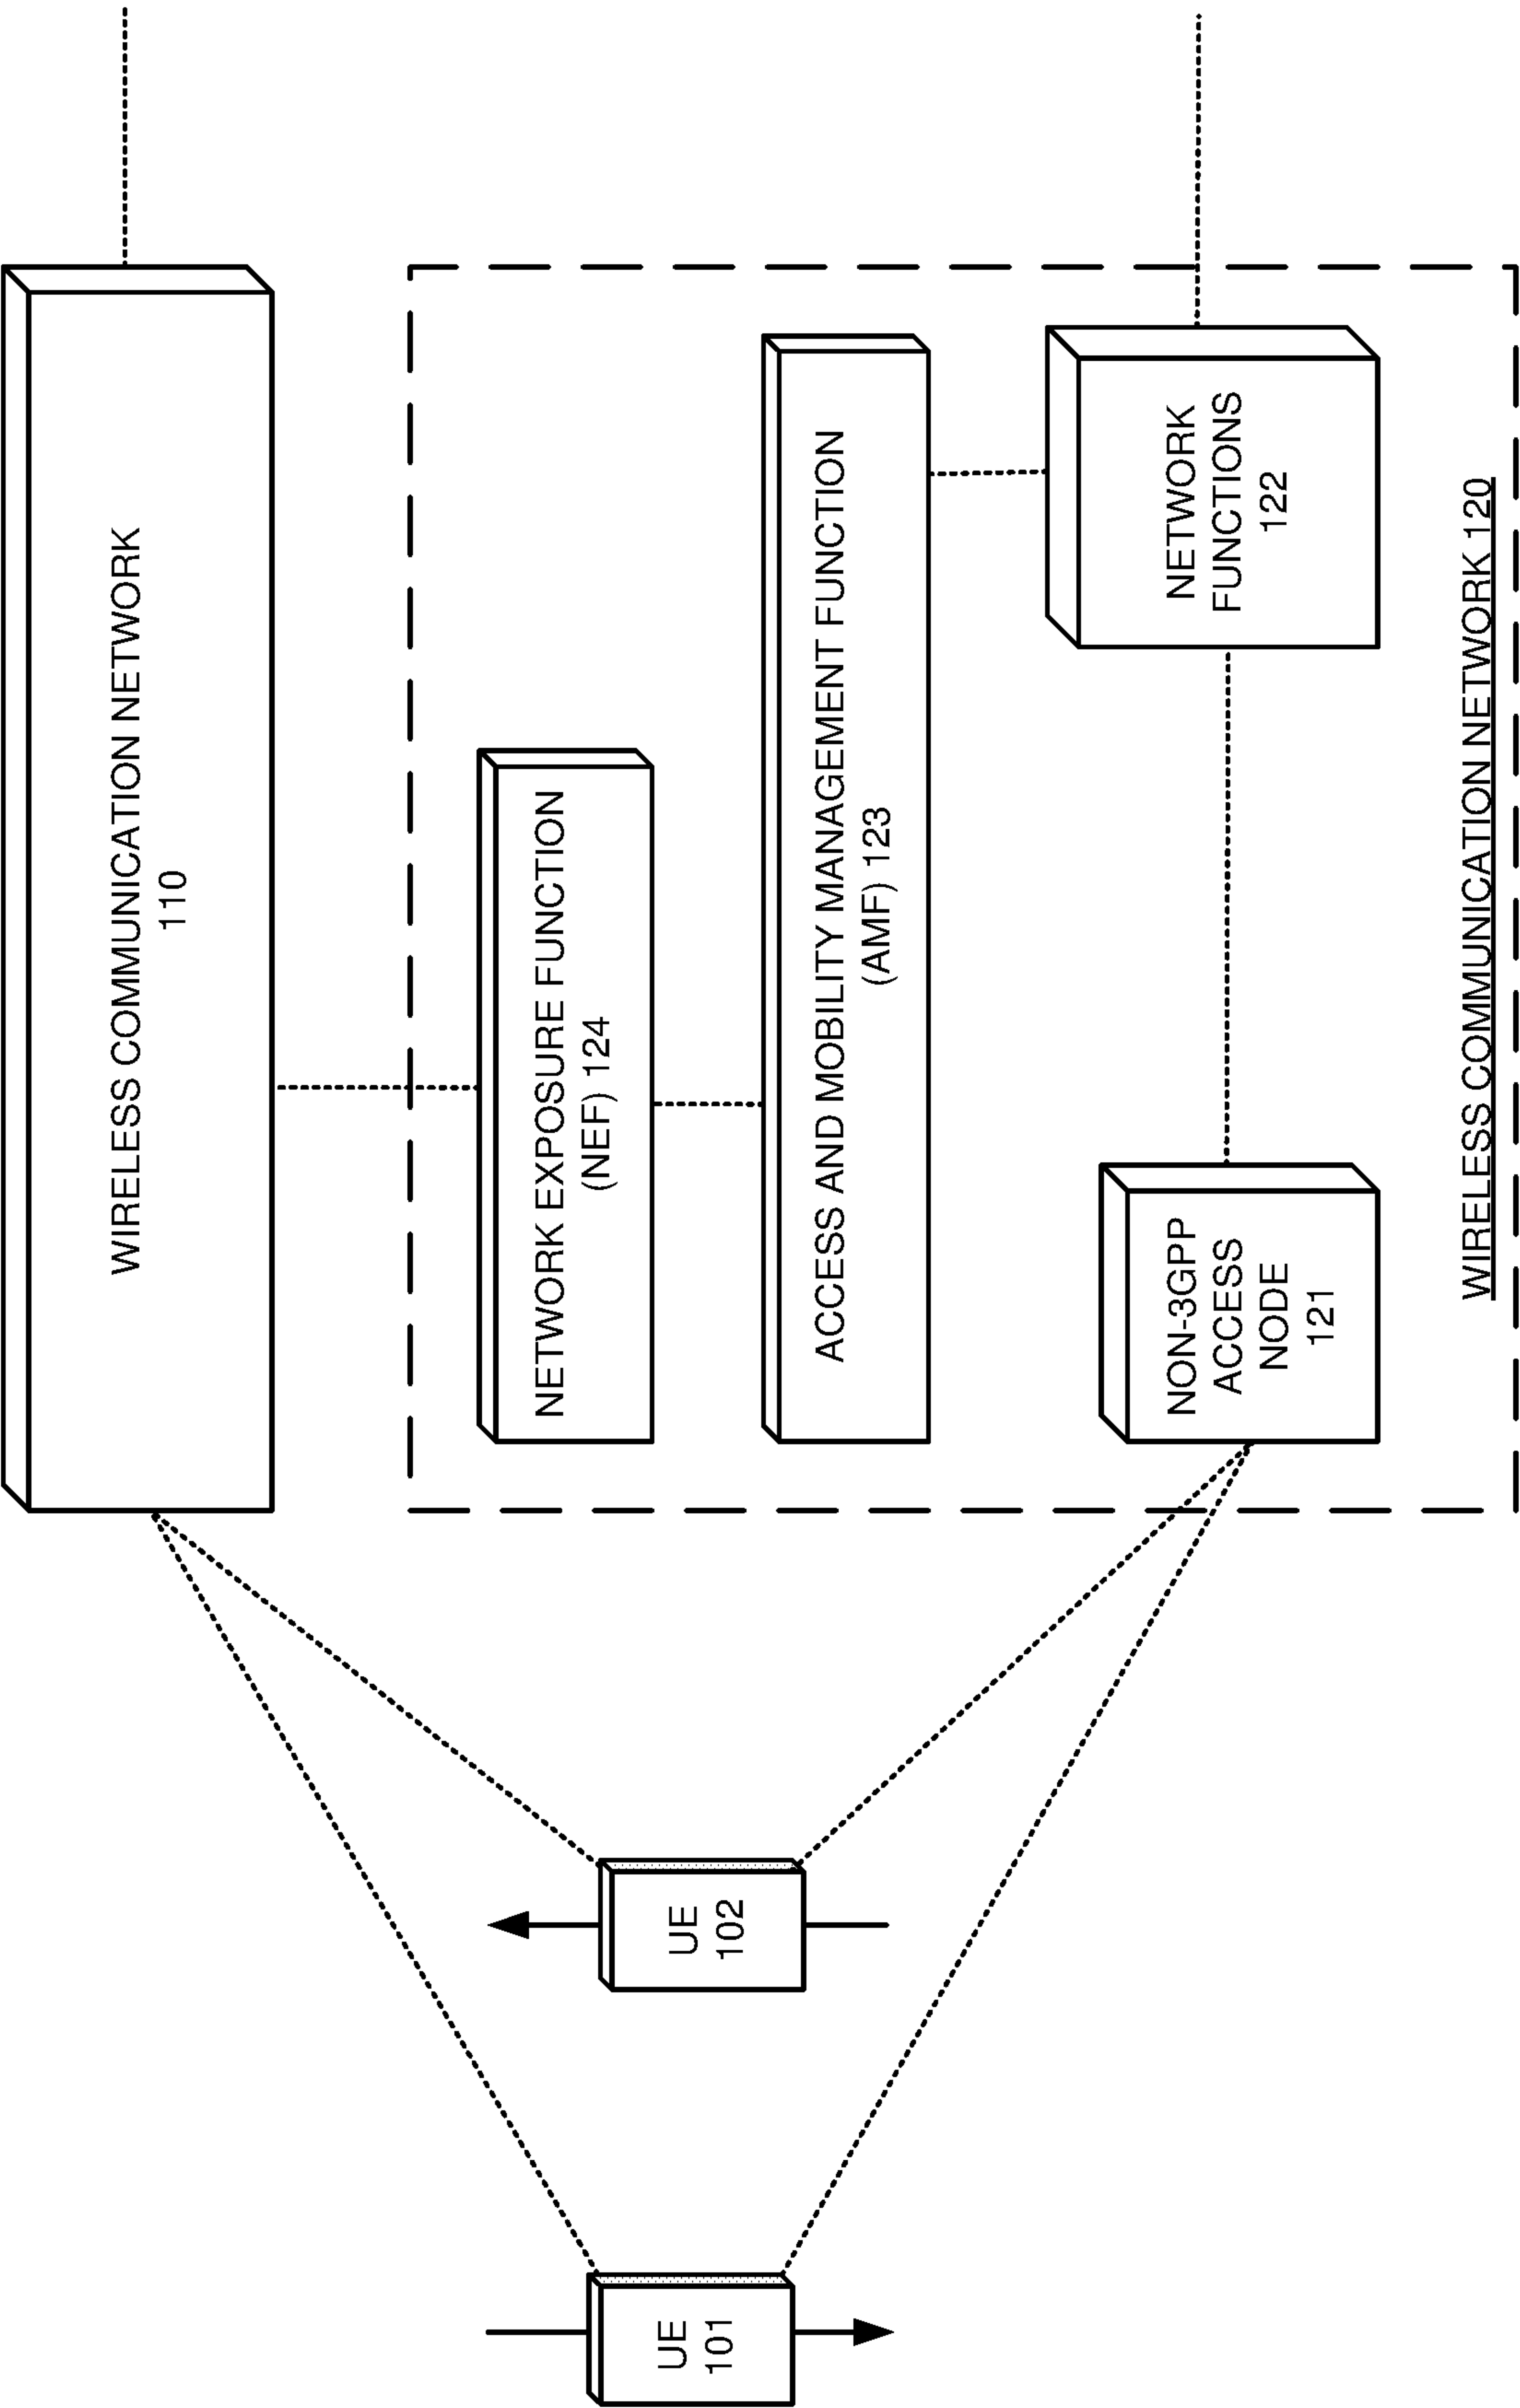 WIRELESS COMMUNICATION NETWORK
110
NETWORK EXPOSURE FUNCTION
(NEF) 124
ACCESS AND MOBILITY MANAGEMENT FUNCTION
(AMF) 123
UE
101
UE
102
NON-3GPP
ACCESS
NODE
121
NETWORK
FUNCTIONS
122
WIRELESS COMMUNICATION NETWORK 120